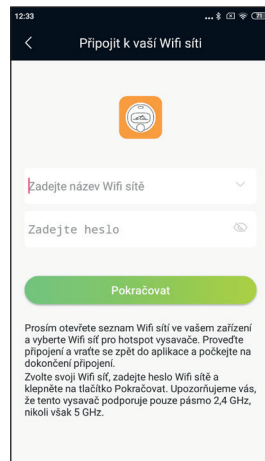 12:33
Připojit k vaší Wifi síti
Zadejte název Wifi sítě
Zadejte heslo
Pokračovat
Prosím otevřete seznam Wifi sítí ve vašem zařízení
a vyberte Wifi síť pro hotspot vysavače. Proveďte
připojení a vraťte se zpět do aplikace a počkejte na
dokončení připojení.
Zvolte svoji Wifi síť, zadejte heslo Wifi sítě a
klepněte na tlačítko Pokračovat. Upozorňujeme vás,
že tento vysavač podporuje pouze pásmo 2,4 GHz,
nikoli však 5 GHz.